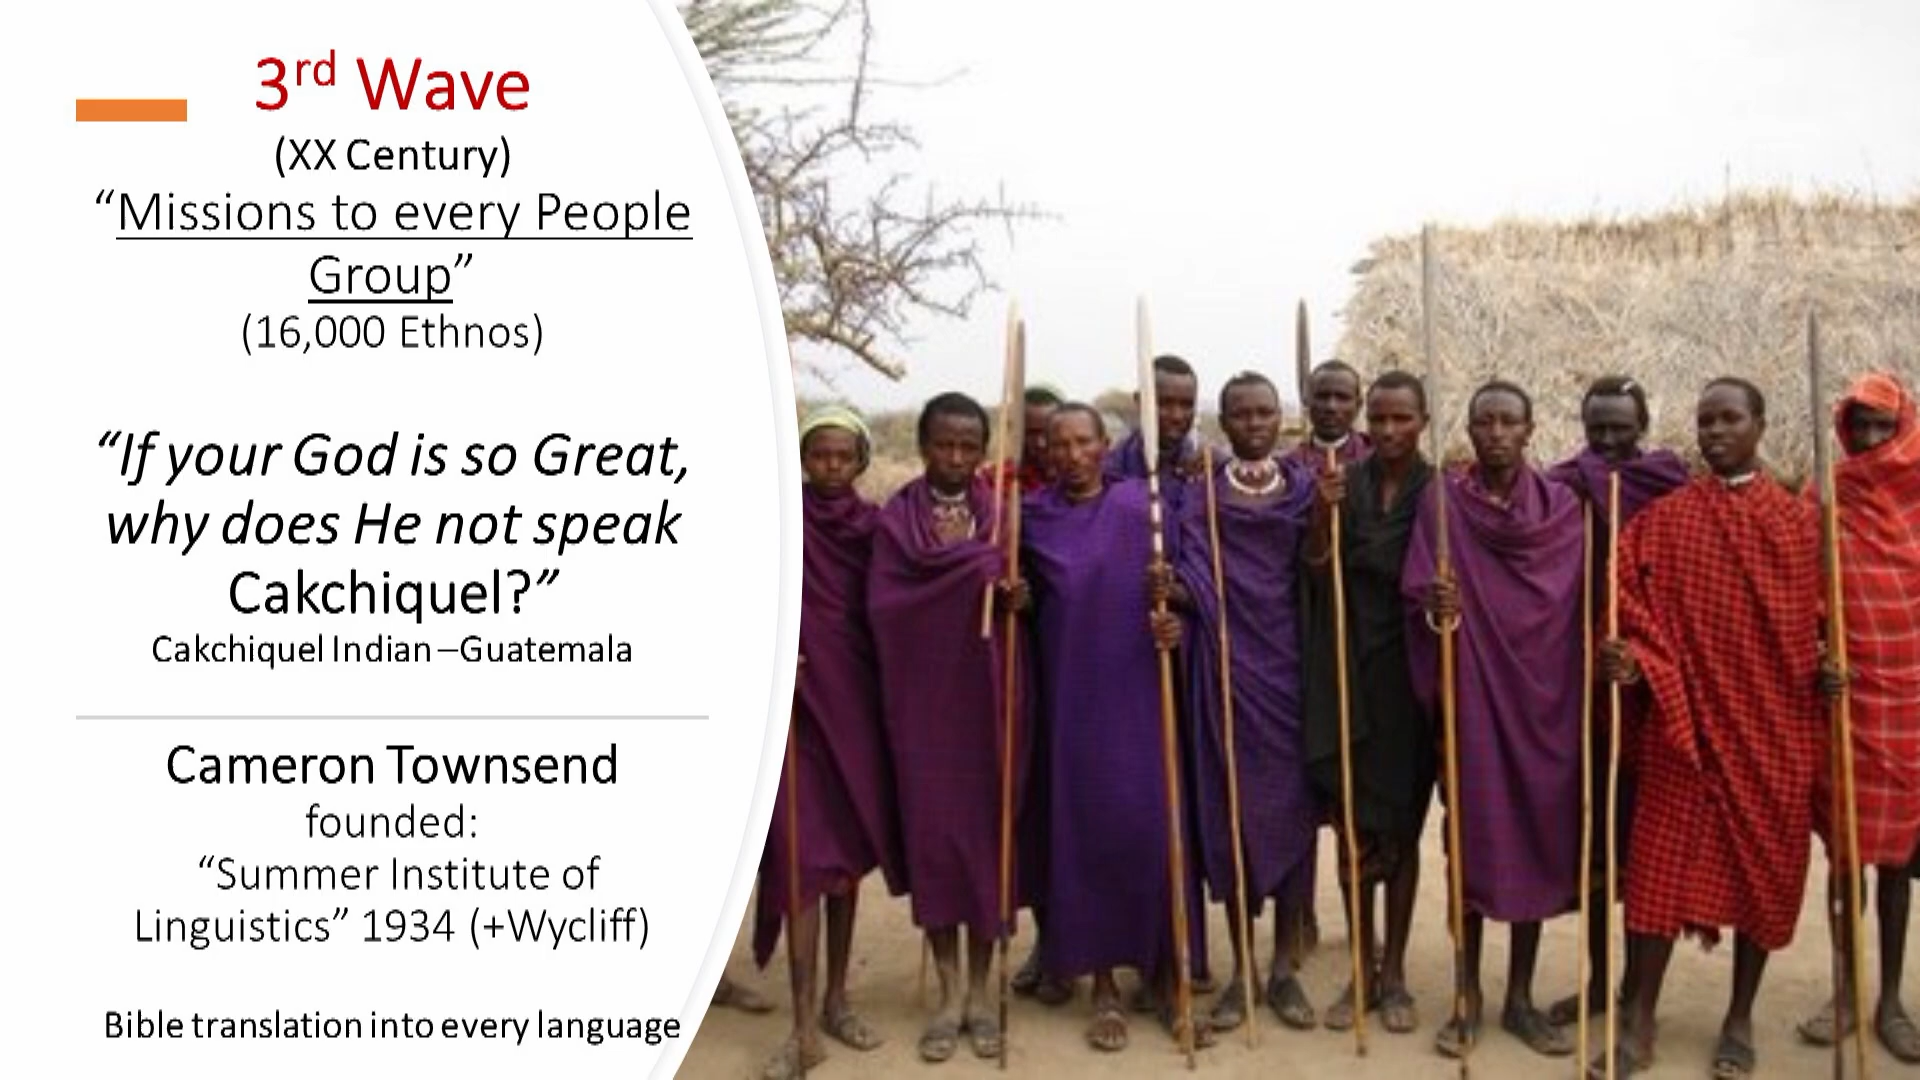 3rd Wave
(XX Century)
“Missions to every People
Group”
(16,000 Ethnos)
“If your God is so Great,
why does He not speak
Cakchiquel?”
Cakchiquel Indian –Guatemala
Cameron Townsend
founded:
“Summer Institute of
Linguistics” 1934 (+Wycliff)
Bible translation into every language